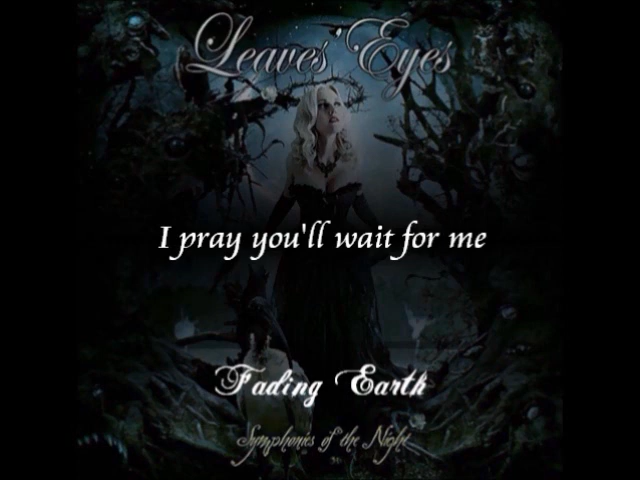 Leaves' Eyes
I pray you'll wait for me
Fading Earth
Symphonies of the Night